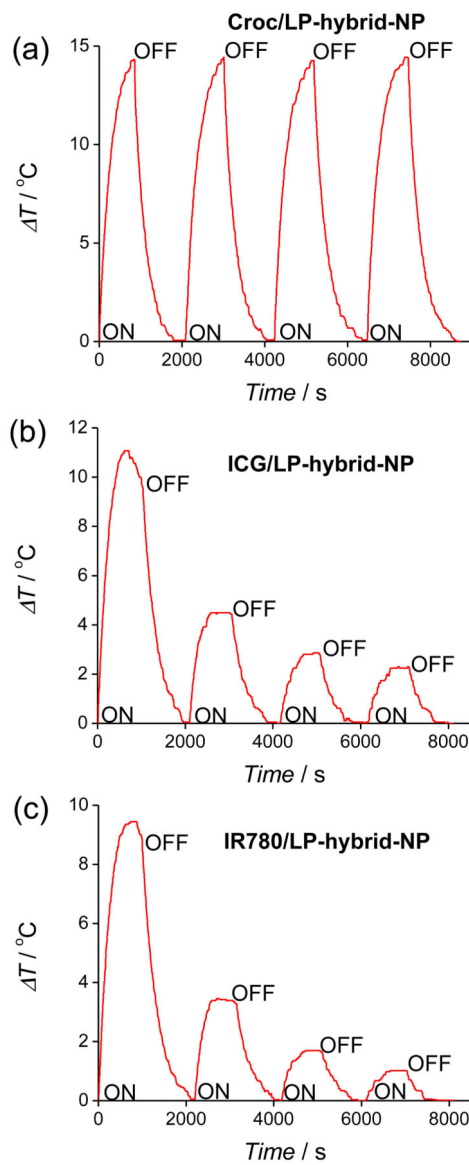 Croc/LP-hybrid-NP
(a)
OFF OFF OFF OFF
15
10
5
0
ΔT / °C
ON ON ON ON
0 2000 4000 6000 8000
Time / s
(b)
ICG/LP-hybrid-NP
12
10
8
6
4
2
0
ΔT / °C
OFF
OFF
OFF
OFF
ON ON ON ON
0 2000 4000 6000 8000
Time / s
(c)
IR780/LP-hybrid-NP
10
8
6
4
2
0
ΔT / °C
OFF
OFF
OFF
OFF
ON ON ON ON
0 2000 4000 6000 8000
Time / s